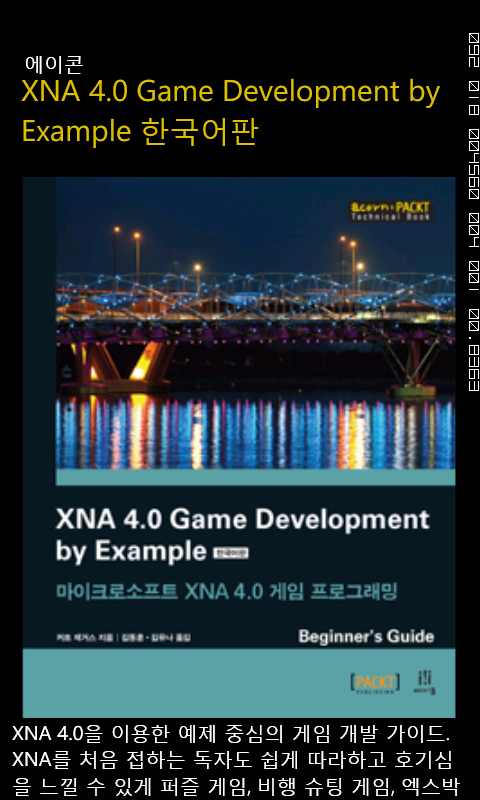 에이콘
XNA 4.0 Game Development by
Example 한국어판
acorn+PACKT
Technical Book
XNA 4.0 Game Development
by Example 한국어판
마이크로소프트 XNA 4.0 게임 프로그래밍
커트 재거스 지음 | 김동훈·김유나 옮김
Beginner's Guide
[PACKT]
PUBLISHING
XNA 4.0을 이용한 예제 중심의 게임 개발 가이드.
XNA를 처음 접하는 독자도 쉽게 따라하고 호기심
을 느낄 수 있게 퍼즐 게임, 비행 슈팅 게임, 엑스박